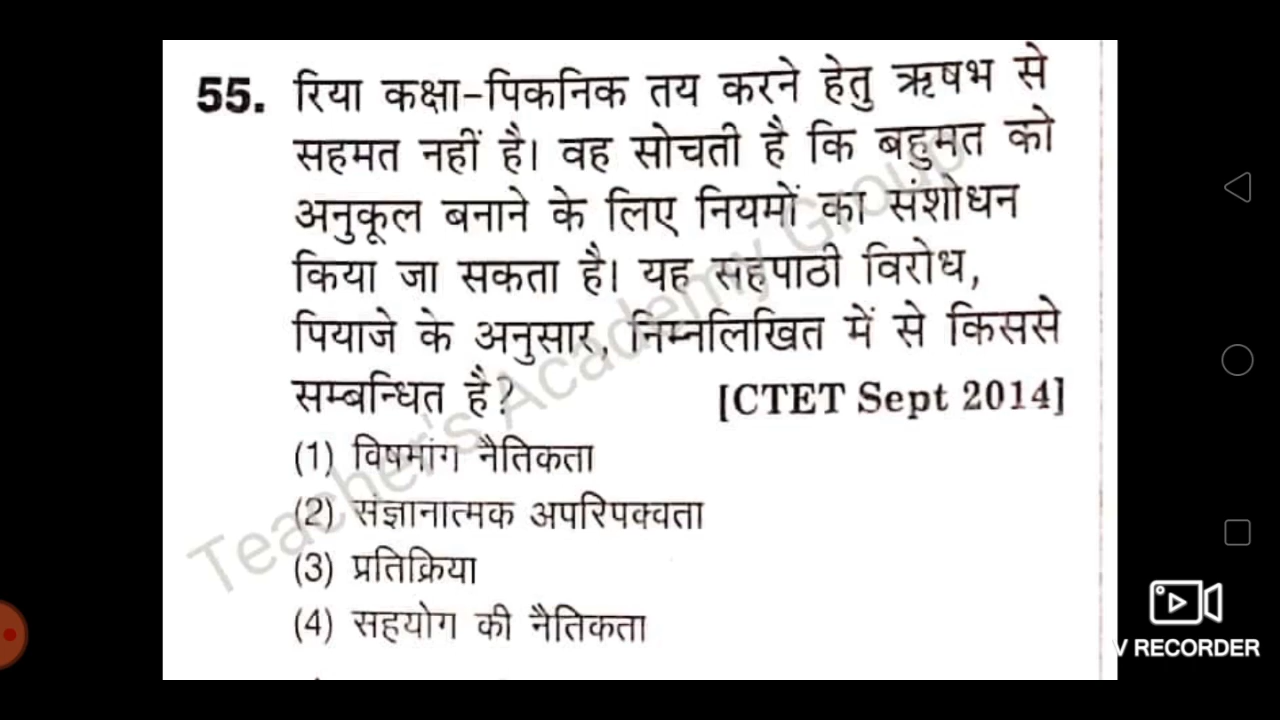 55. रिया कक्षा-पिकनिक तय करने हेतु ऋषभ से
सहमत नहीं है। वह सोचती है कि बहुमत को
अनुकूल बनाने के लिए नियमों का संशोधन
किया जा सकता है। यह सहपाठी विरोध,
पियाजे के अनुसार, निम्नलिखित में से किससे
सम्बन्धित है? [CTET Sept 2014]
(1) विषमांग नैतिकता
(2) संज्ञानात्मक अपरिपक्वता
(3) प्रतिक्रिया
(4) सहयोग की नैतिकता
Teacher's Academy Group
V RECORDER